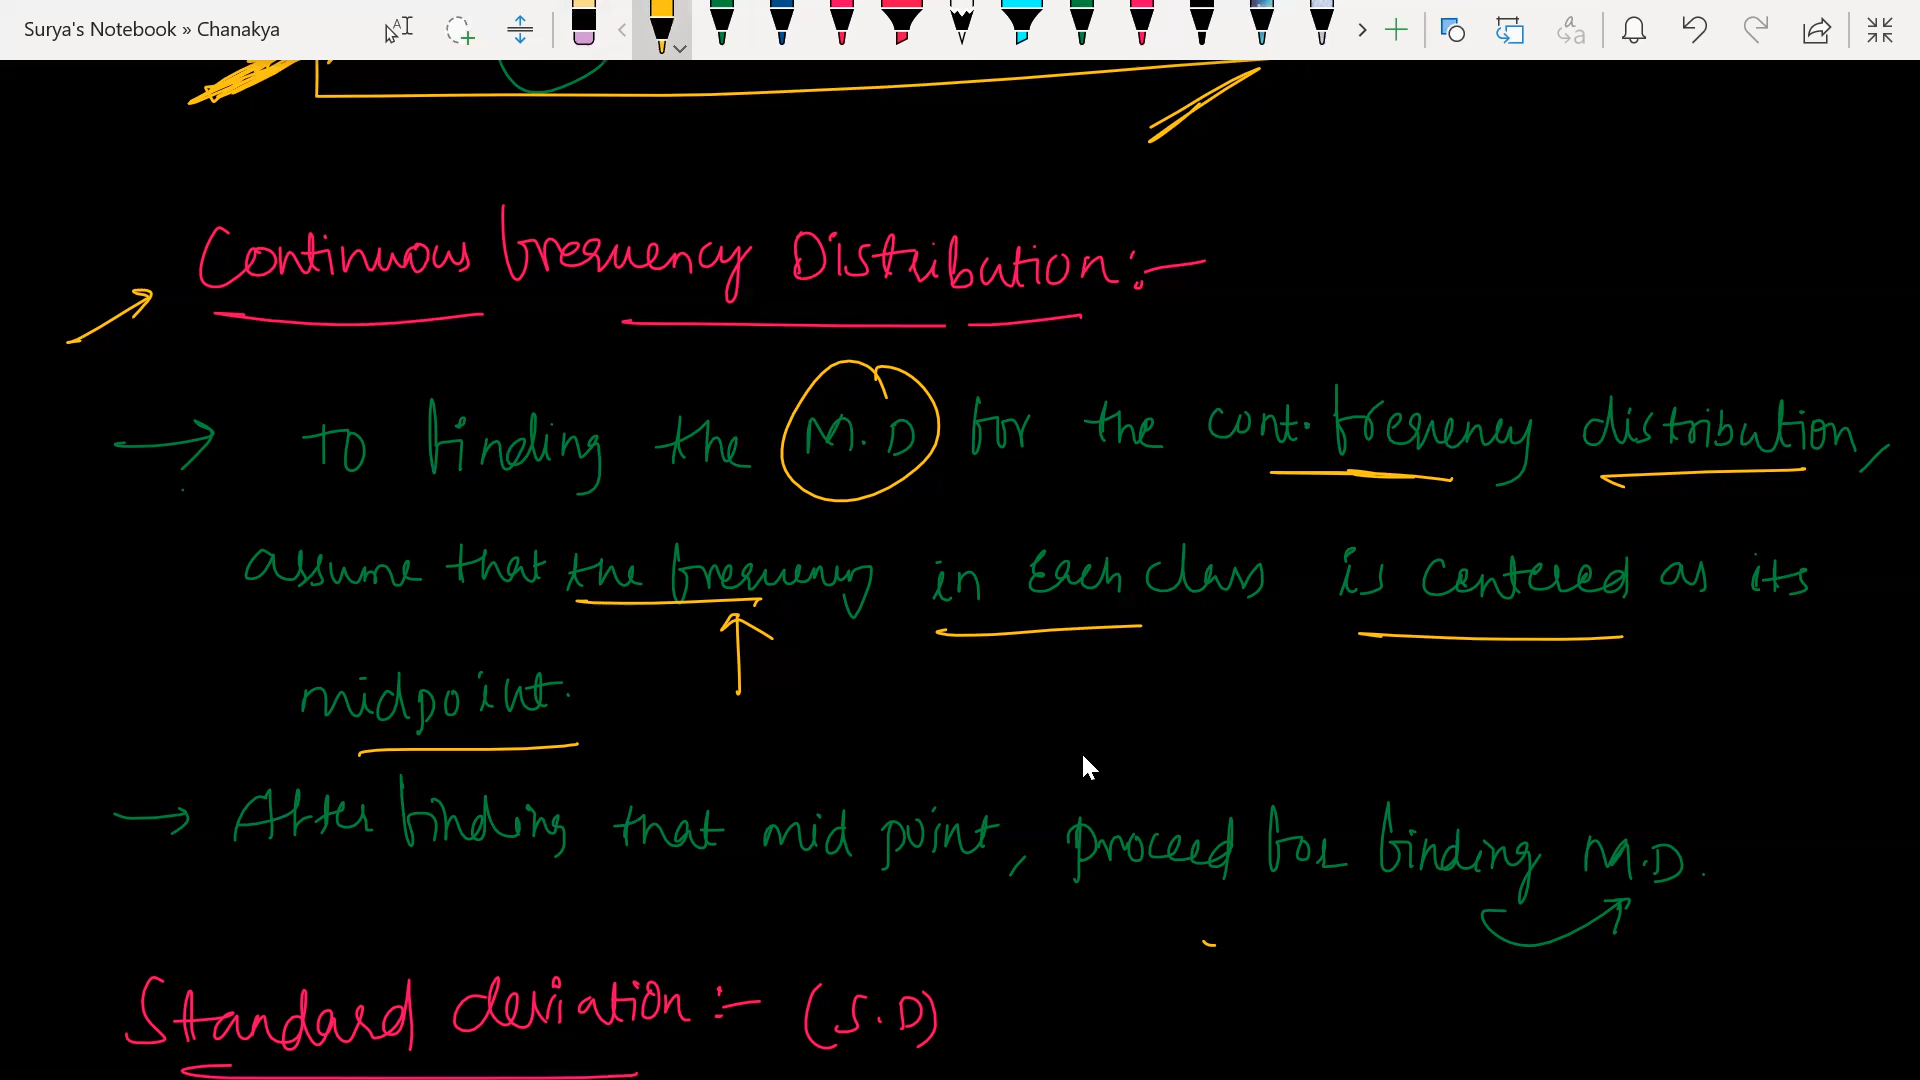 Surya's Notebook » Chanakya
Continuous frequency Distribution:-
→ To finding the M.D for the cont. frequency distribution,
assume that the frequency in Each class is centered as its
midpoint.
→ After finding that mid point, proceed for finding M.D.
Standard deviation :- (S.D)